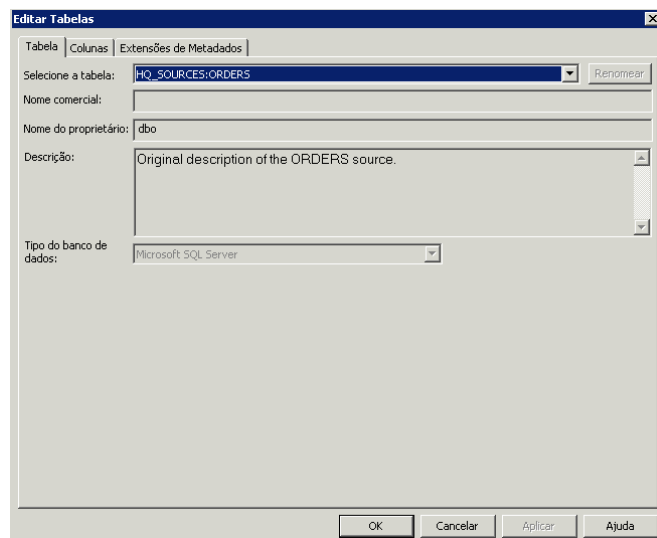 Editar Tabelas
Tabela Colunas Extensões de Metadados
Selecione a tabela: HQ_SOURCES:ORDERS Renomear
Nome comercial:
Nome do proprietário: dbo
Descrição: Original description of the ORDERS source.
Tipo do banco de
dados: Microsoft SQL Server
OK Cancelar Aplicar Ajuda